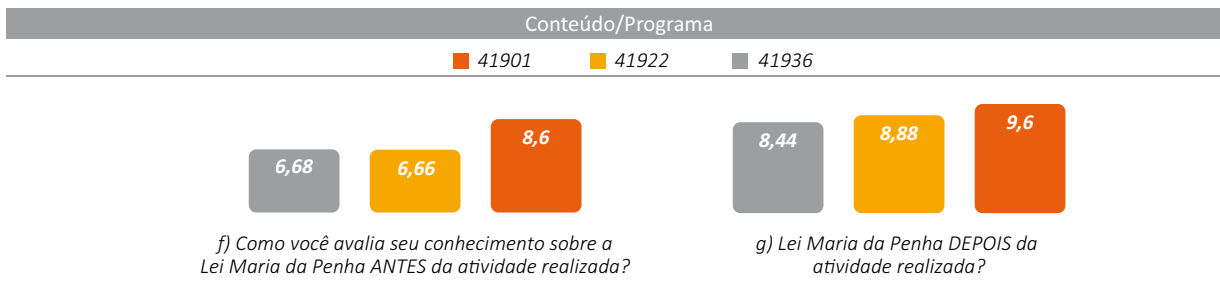 Conteúdo/Programa
41901 41922 41936
6,68 6,66 8,6
8,44 8,88 9,6
f) Como você avalia seu conhecimento sobre a
Lei Maria da Penha ANTES da atividade realizada?
g) Lei Maria da Penha DEPOIS da
atividade realizada?